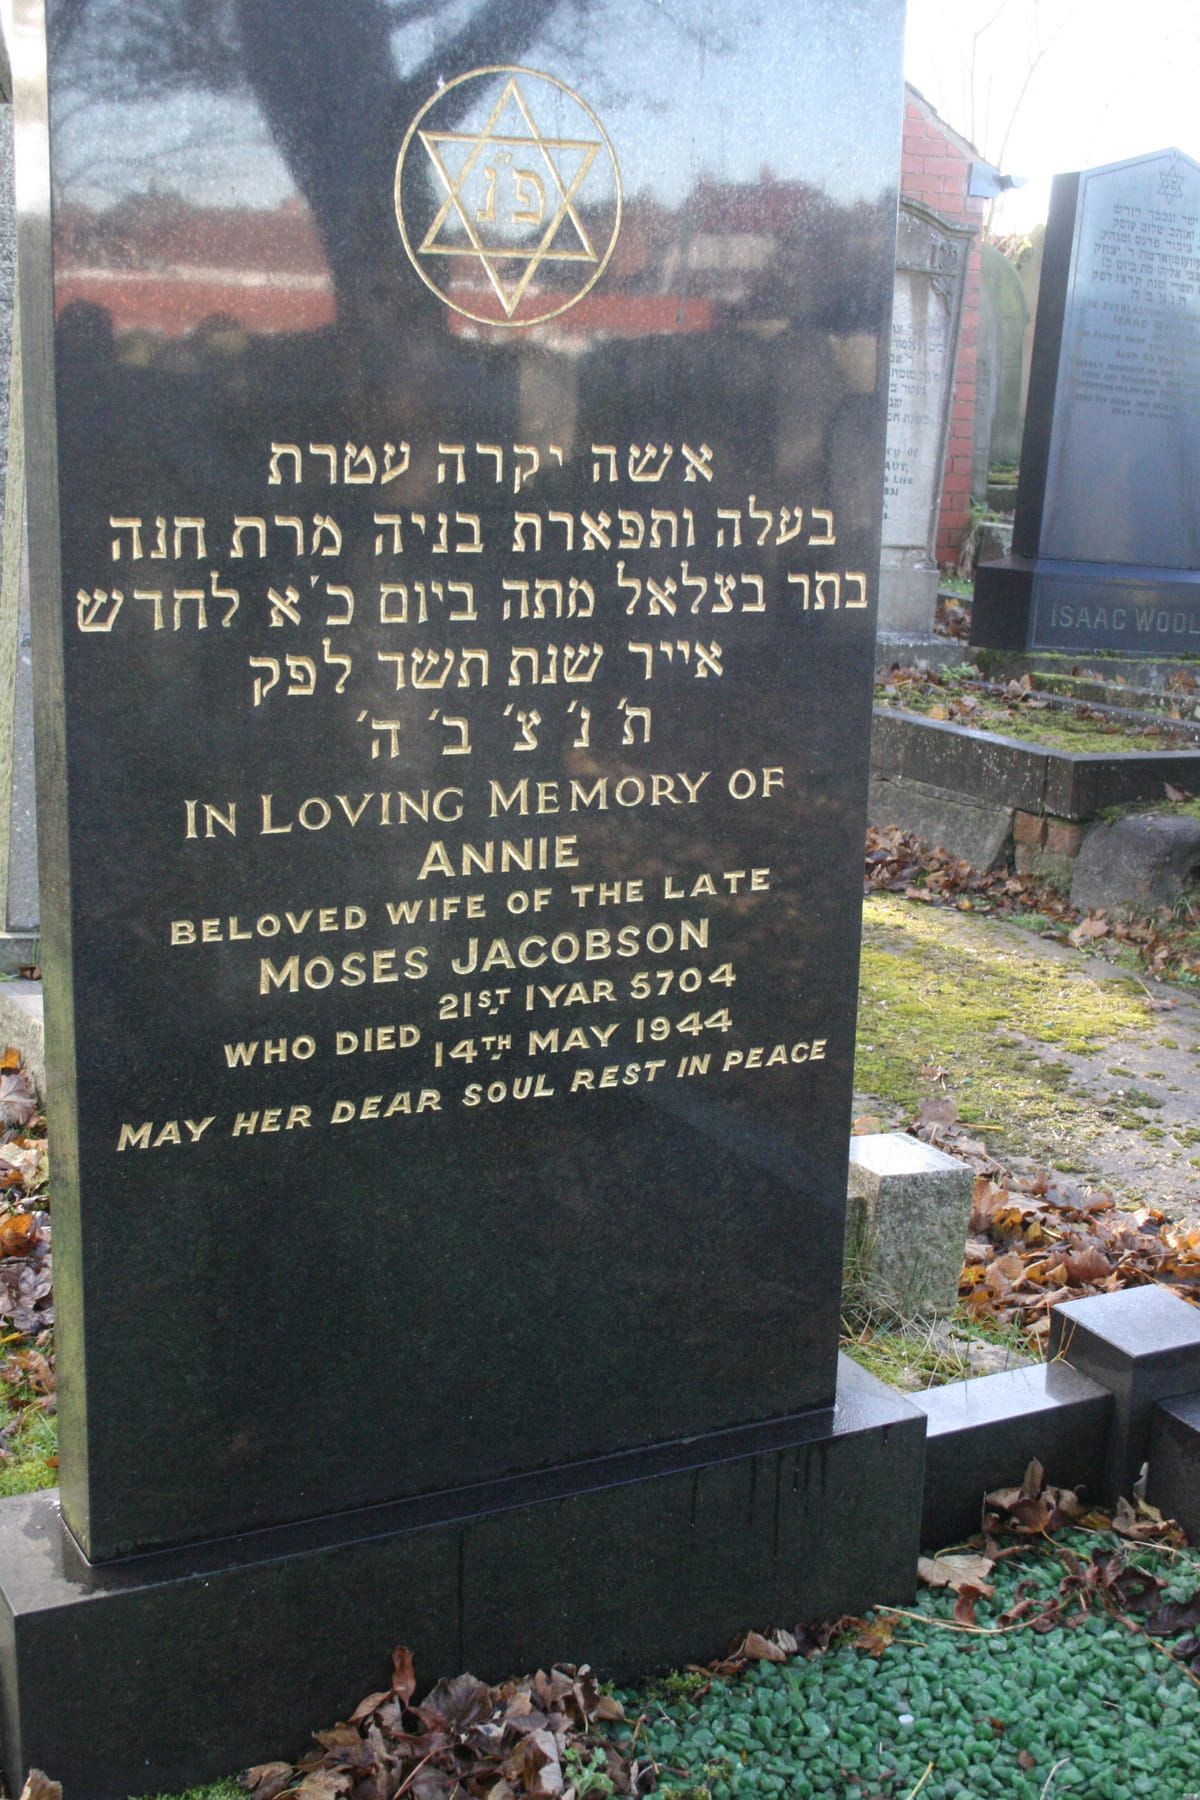 פ״נ
אשה יקרה עטרת
בעלה ותפארת בניה מרת חנה
בתר בצלאל מתה ביום כ׳א לחדש
אייר שנת תשד לפק
ת׳ נ׳ צ׳ ב׳ ה׳
IN LOVING MEMORY OF
ANNIE
BELOVED WIFE OF THE LATE
MOSES JACOBSON
21ST IYAR 5704
WHO DIED
14TH MAY 1944
MAY HER DEAR SOUL REST IN PEACE
ISAAC WOOL